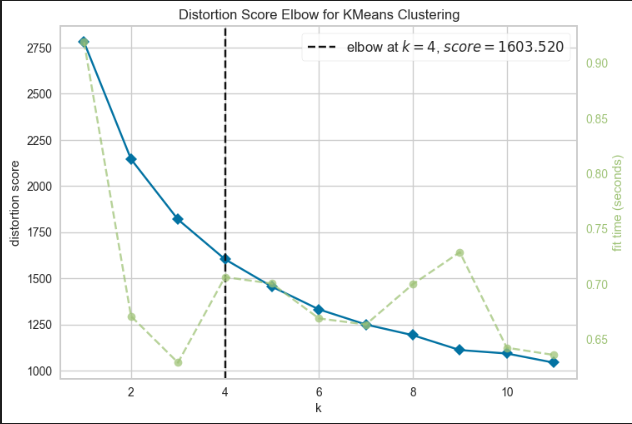 Distortion Score Elbow for KMeans Clustering
elbow at k = 4, score = 1603.520
distortion score
2750
2500
2250
2000
1750
1500
1250
1000
0.90
0.85
0.80
0.75
0.70
0.65
fit time (seconds)
2 4 6 8 10
k